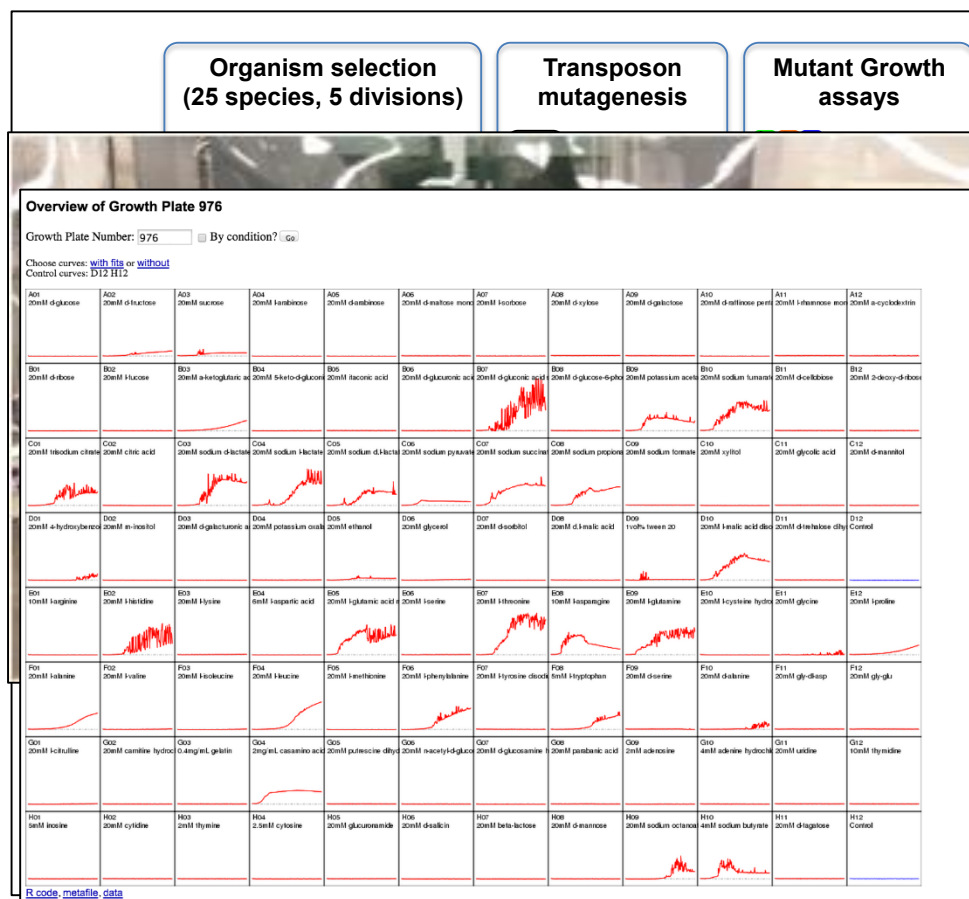 Organism selection
(25 species, 5 divisions)
Transposon
mutagenesis
Mutant Growth
assays
Overview of Growth Plate 976
Growth Plate Number: 976 By condition? Go
Choose curves: with fits or without
Control curves: D12 H12
A01 A02 A03 A04 A05 A06 A07 A08 A09 A10 A11 A12
20mM d-glucose 20mM d-fructose 20mM sucrose 20mM l-arabinose 20mM d-arabinose 20mM d-maltose mono 20mM l-sorbose 20mM d-xylose 20mM d-galactose 20mM d-raffinose penta 20mM l-rhamnose mon 20mM a-cyclodextrin
B01 B02 B03 B04 B05 B06 B07 B08 B09 B10 B11 B12
20mM d-ribose 20mM l-fucose 20mM a-ketoglutaric ac 20mM 5-keto-d-gluconi 20mM itaconic acid 20mM d-glucuronic acid 20mM d-gluconic acid s 20mM d-glucose-6-pho 20mM potassium aceta 20mM sodium fumarate 20mM d-cellobiose 20mM 2-deoxy-d-ribose
C01 C02 C03 C04 C05 C06 C07 C08 C09 C10 C11 C12
20mM trisodium citrate 20mM citric acid 20mM sodium d-lactate 20mM sodium l-lactate 20mM sodium d,l-lacta 20mM sodium pyruvate 20mM sodium succinat 20mM sodium propiona 20mM sodium formate 20mM xylitol 20mM glycolic acid 20mM d-mannitol
D01 D02 D03 D04 D05 D06 D07 D08 D09 D10 D11 D12
20mM 4-hydroxybenzo 20mM m-inositol 20mM d-galacturonic a 20mM potassium oxala 20mM ethanol 20mM glycerol 20mM d-sorbitol 20mM d,l-malic acid 1vol% tween 20 20mM l-malic acid diso 20mM d-trehalose dihy Control
E01 E02 E03 E04 E05 E06 E07 E08 E09 E10 E11 E12
10mM l-arginine 20mM l-histidine 20mM l-lysine 6mM l-aspartic acid 20mM l-glutamic acid m 20mM l-serine 20mM l-threonine 10mM l-asparagine 20mM l-glutamine 20mM l-cysteine hydro 20mM glycine 20mM l-proline
F01 F02 F03 F04 F05 F06 F07 F08 F09 F10 F11 F12
20mM l-alanine 20mM l-valine 20mM l-isoleucine 20mM l-leucine 20mM l-methionine 20mM l-phenylalanine 20mM l-tyrosine disodi 5mM l-tryptophan 20mM d-serine 20mM d-alanine 20mM gly-dl-asp 20mM gly-glu
G01 G02 G03 G04 G05 G06 G07 G08 G09 G10 G11 G12
20mM l-citrulline 20mM carnitine hydroc 0.4mg/mL gelatin 2mg/mL casamino acid 20mM putrescine dihyd 20mM n-acetyl-d-gluco 20mM d-glucosamine h 20mM parabanic acid 2mM adenosine 4mM adenine hydrochl 20mM uridine 10mM thymidine
H01 H02 H03 H04 H05 H06 H07 H08 H09 H10 H11 H12
5mM inosine 20mM cytidine 2mM thymine 2.5mM cytosine 20mM glucuronamide 20mM d-salicin 20mM beta-lactose 20mM d-mannose 20mM sodium octanoat 4mM sodium butyrate 20mM d-tagatose Control
R code, metafile, data